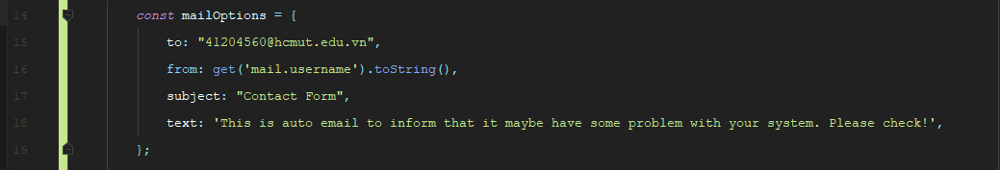 14 const mailOptions = {
15 to: "41204560@hcmut.edu.vn",
16 from: get('mail.username').toString(),
17 subject: "Contact Form",
18 text: 'This is auto email to inform that it maybe have some problem with your system. Please check!',
19 };